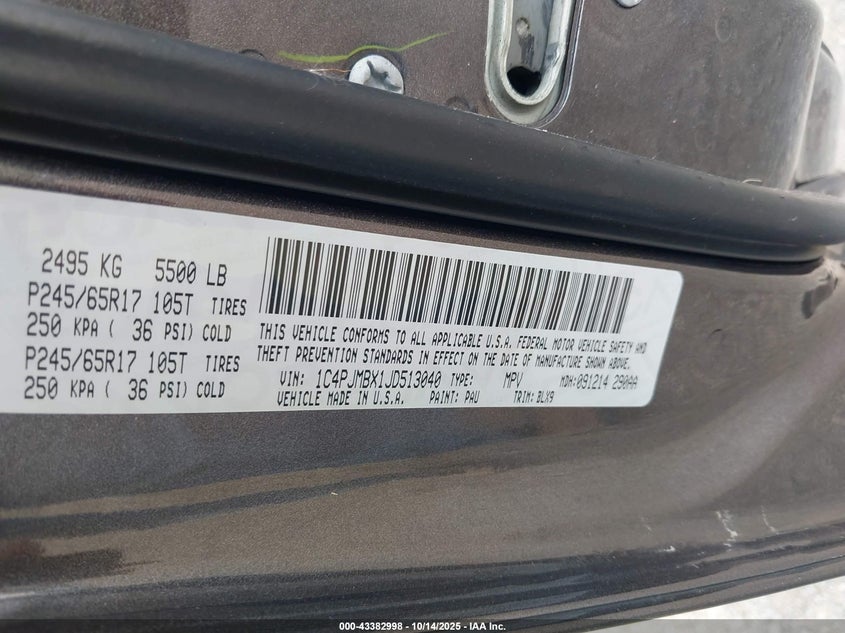 2495 KG 5500 LB
P245/65R17 105T TIRES
250 KPA ( 36 PSI) COLD
P245/65R17 105T TIRES
250 KPA ( 36 PSI) COLD
THIS VEHICLE CONFORMS TO ALL APPLICABLE U.S.A. FEDERAL MOTOR VEHICLE SAFETY AND
THEFT PREVENTION STANDARDS IN EFFECT ON THE DATE OF MANUFACTURE SHOWN ABOVE.
VIN: 1C4PJMBX1JD513040 TYPE: MPV MDH:091214 290AA
VEHICLE MADE IN U.S.A. PAINT: PAU TRIM: BLX9
000-43382998 - 10/14/2025 - IAA Inc.